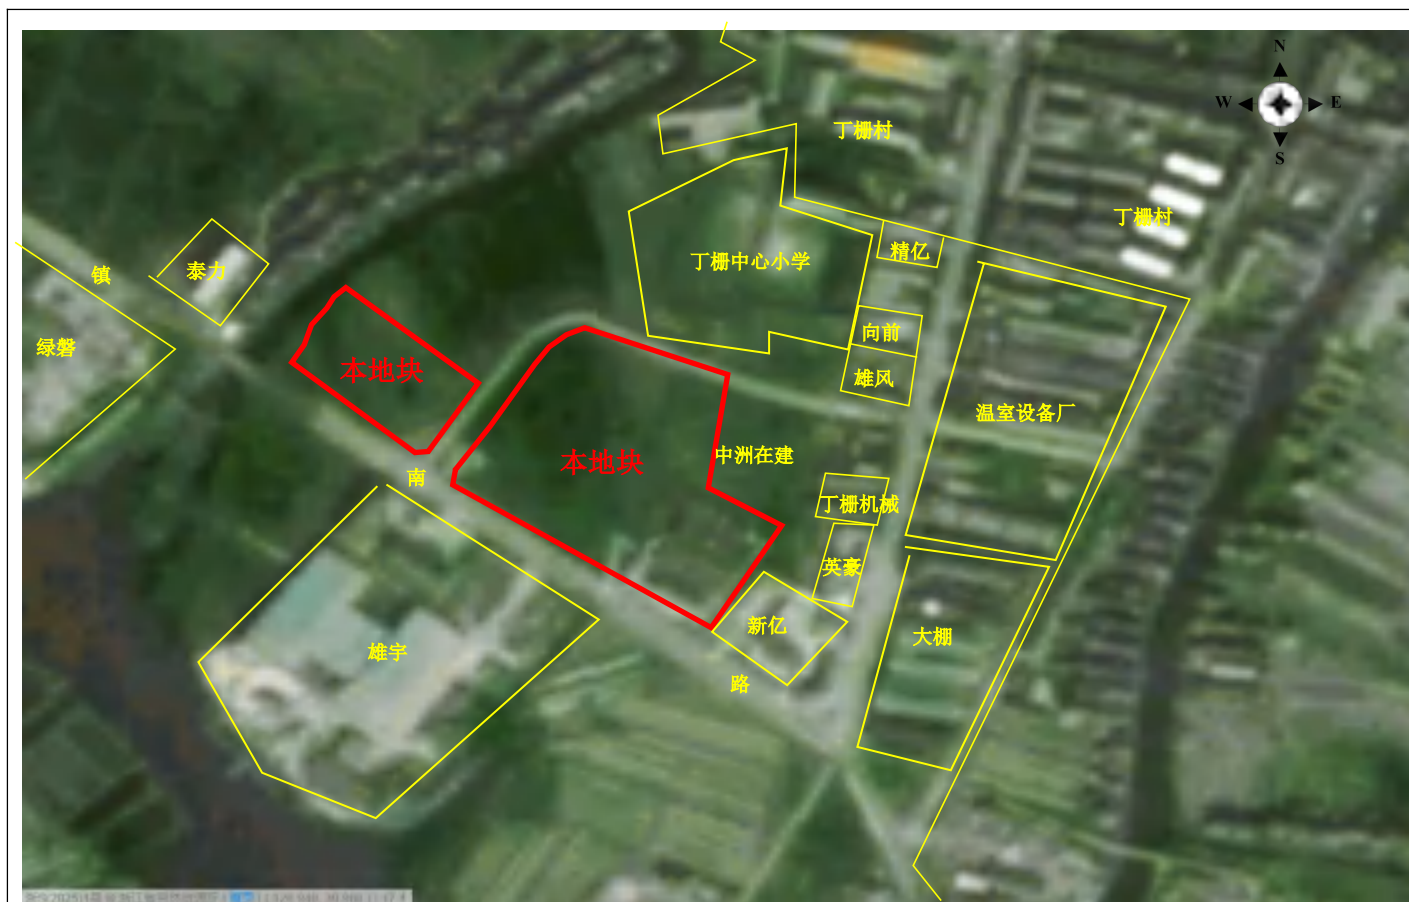 N
W
E
S
丁栅村
丁栅村
镇
泰力
丁栅中心小学
精亿
绿磐
向前
本地块
雄风
温室设备厂
南
本地块
中洲在建
丁栅机械
英豪
雄宇
新亿
大棚
路